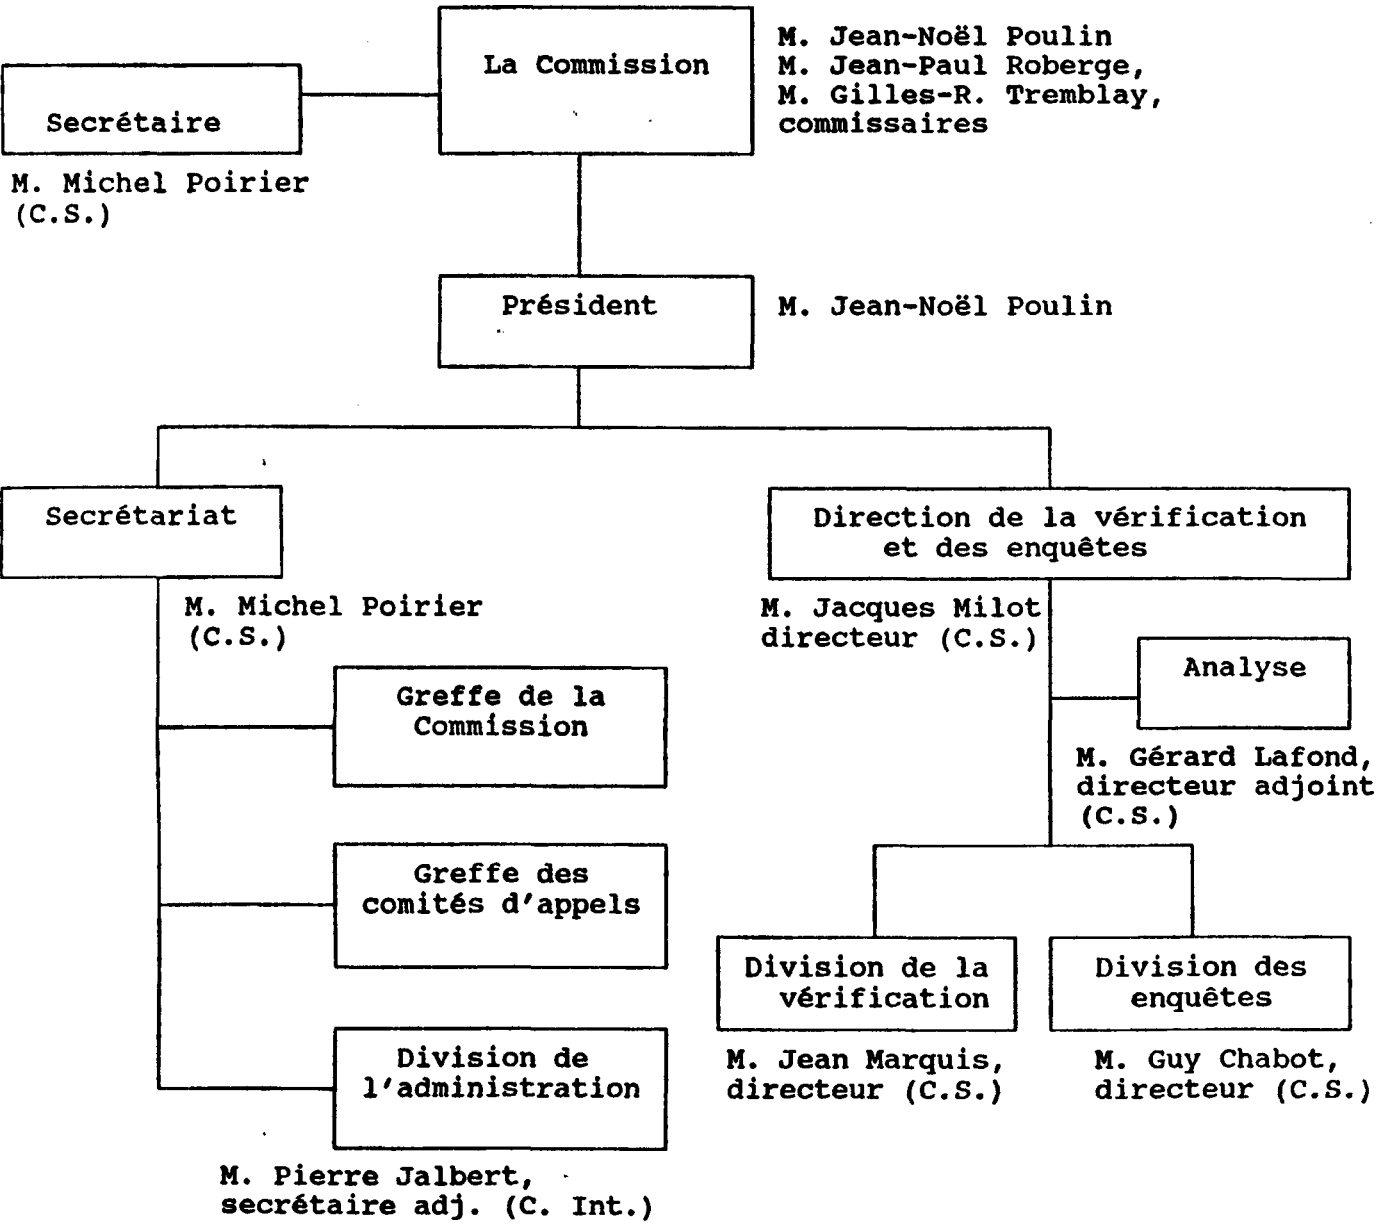 La Commission
M. Jean-Noël Poulin
M. Jean-Paul Roberge,
M. Gilles-R. Tremblay,
commissaires
Secrétaire
M. Michel Poirier
(C.S.)
Président
M. Jean-Noël Poulin
Secrétariat
M. Michel Poirier
(C.S.)
Greffe de la
Commission
Greffe des
comités d'appels
Division de
l'administration
M. Pierre Jalbert,
secrétaire adj. (C. Int.)
Direction de la vérification
et des enquêtes
M. Jacques Milot
directeur (C.S.)
Analyse
M. Gérard Lafond,
directeur adjoint
(C.S.)
Division de la
vérification
M. Jean Marquis,
directeur (C.S.)
Division des
enquêtes
M. Guy Chabot,
directeur (C.S.)